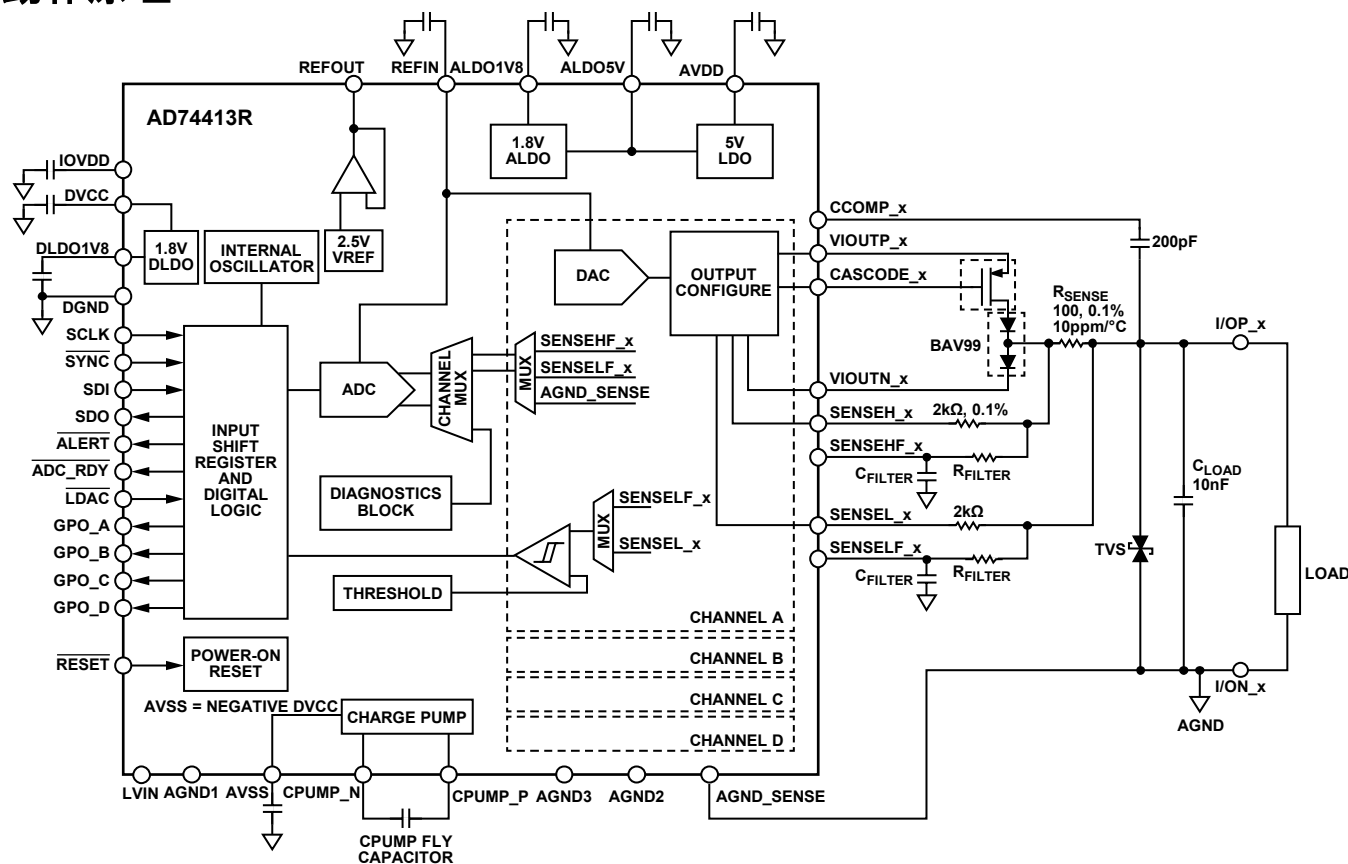 REFOUT
REFIN
ALDO1V8
ALDO5V
AVDD
AD74413R
IOVDD
DVCC
DLDO1V8
DGND
SCLK
SYNC
SDI
SDO
ALERT
ADC_RDY
LDAC
GPO_A
GPO_B
GPO_C
GPO_D
RESET
1.8V
DLDO
INTERNAL
OSCILLATOR
2.5V
VREF
1.8V
ALDO
5V
LDO
INPUT
SHIFT
REGISTER
AND
DIGITAL
LOGIC
POWER-ON
RESET
ADC
CHANNEL
MUX
MUX
SENSEHF_x
SENSELF_x
AGND_SENSE
DIAGNOSTICS
BLOCK
THRESHOLD
MUX
SENSELF_x
SENSEL_x
DAC
OUTPUT
CONFIGURE
CHANNEL A
CHANNEL B
CHANNEL C
CHANNEL D
AVSS = NEGATIVE DVCC
CHARGE PUMP
LVIN
AGND1
AVSS
CPUMP_N
CPUMP_P
AGND3
AGND2
AGND_SENSE
CPUMP FLY
CAPACITOR
CCOMP_x
VIOUTP_x
CASCODE_x
VIOUTN_x
SENSEH_x
SENSEHF_x
SENSEL_x
SENSELF_x
200pF
RSENSE
100, 0.1%
10ppm/°C
BAV99
2kΩ, 0.1%
CFILTER
RFILTER
2kΩ
CFILTER
RFILTER
I/OP_x
CLOAD
10nF
TVS
LOAD
I/ON_x
AGND